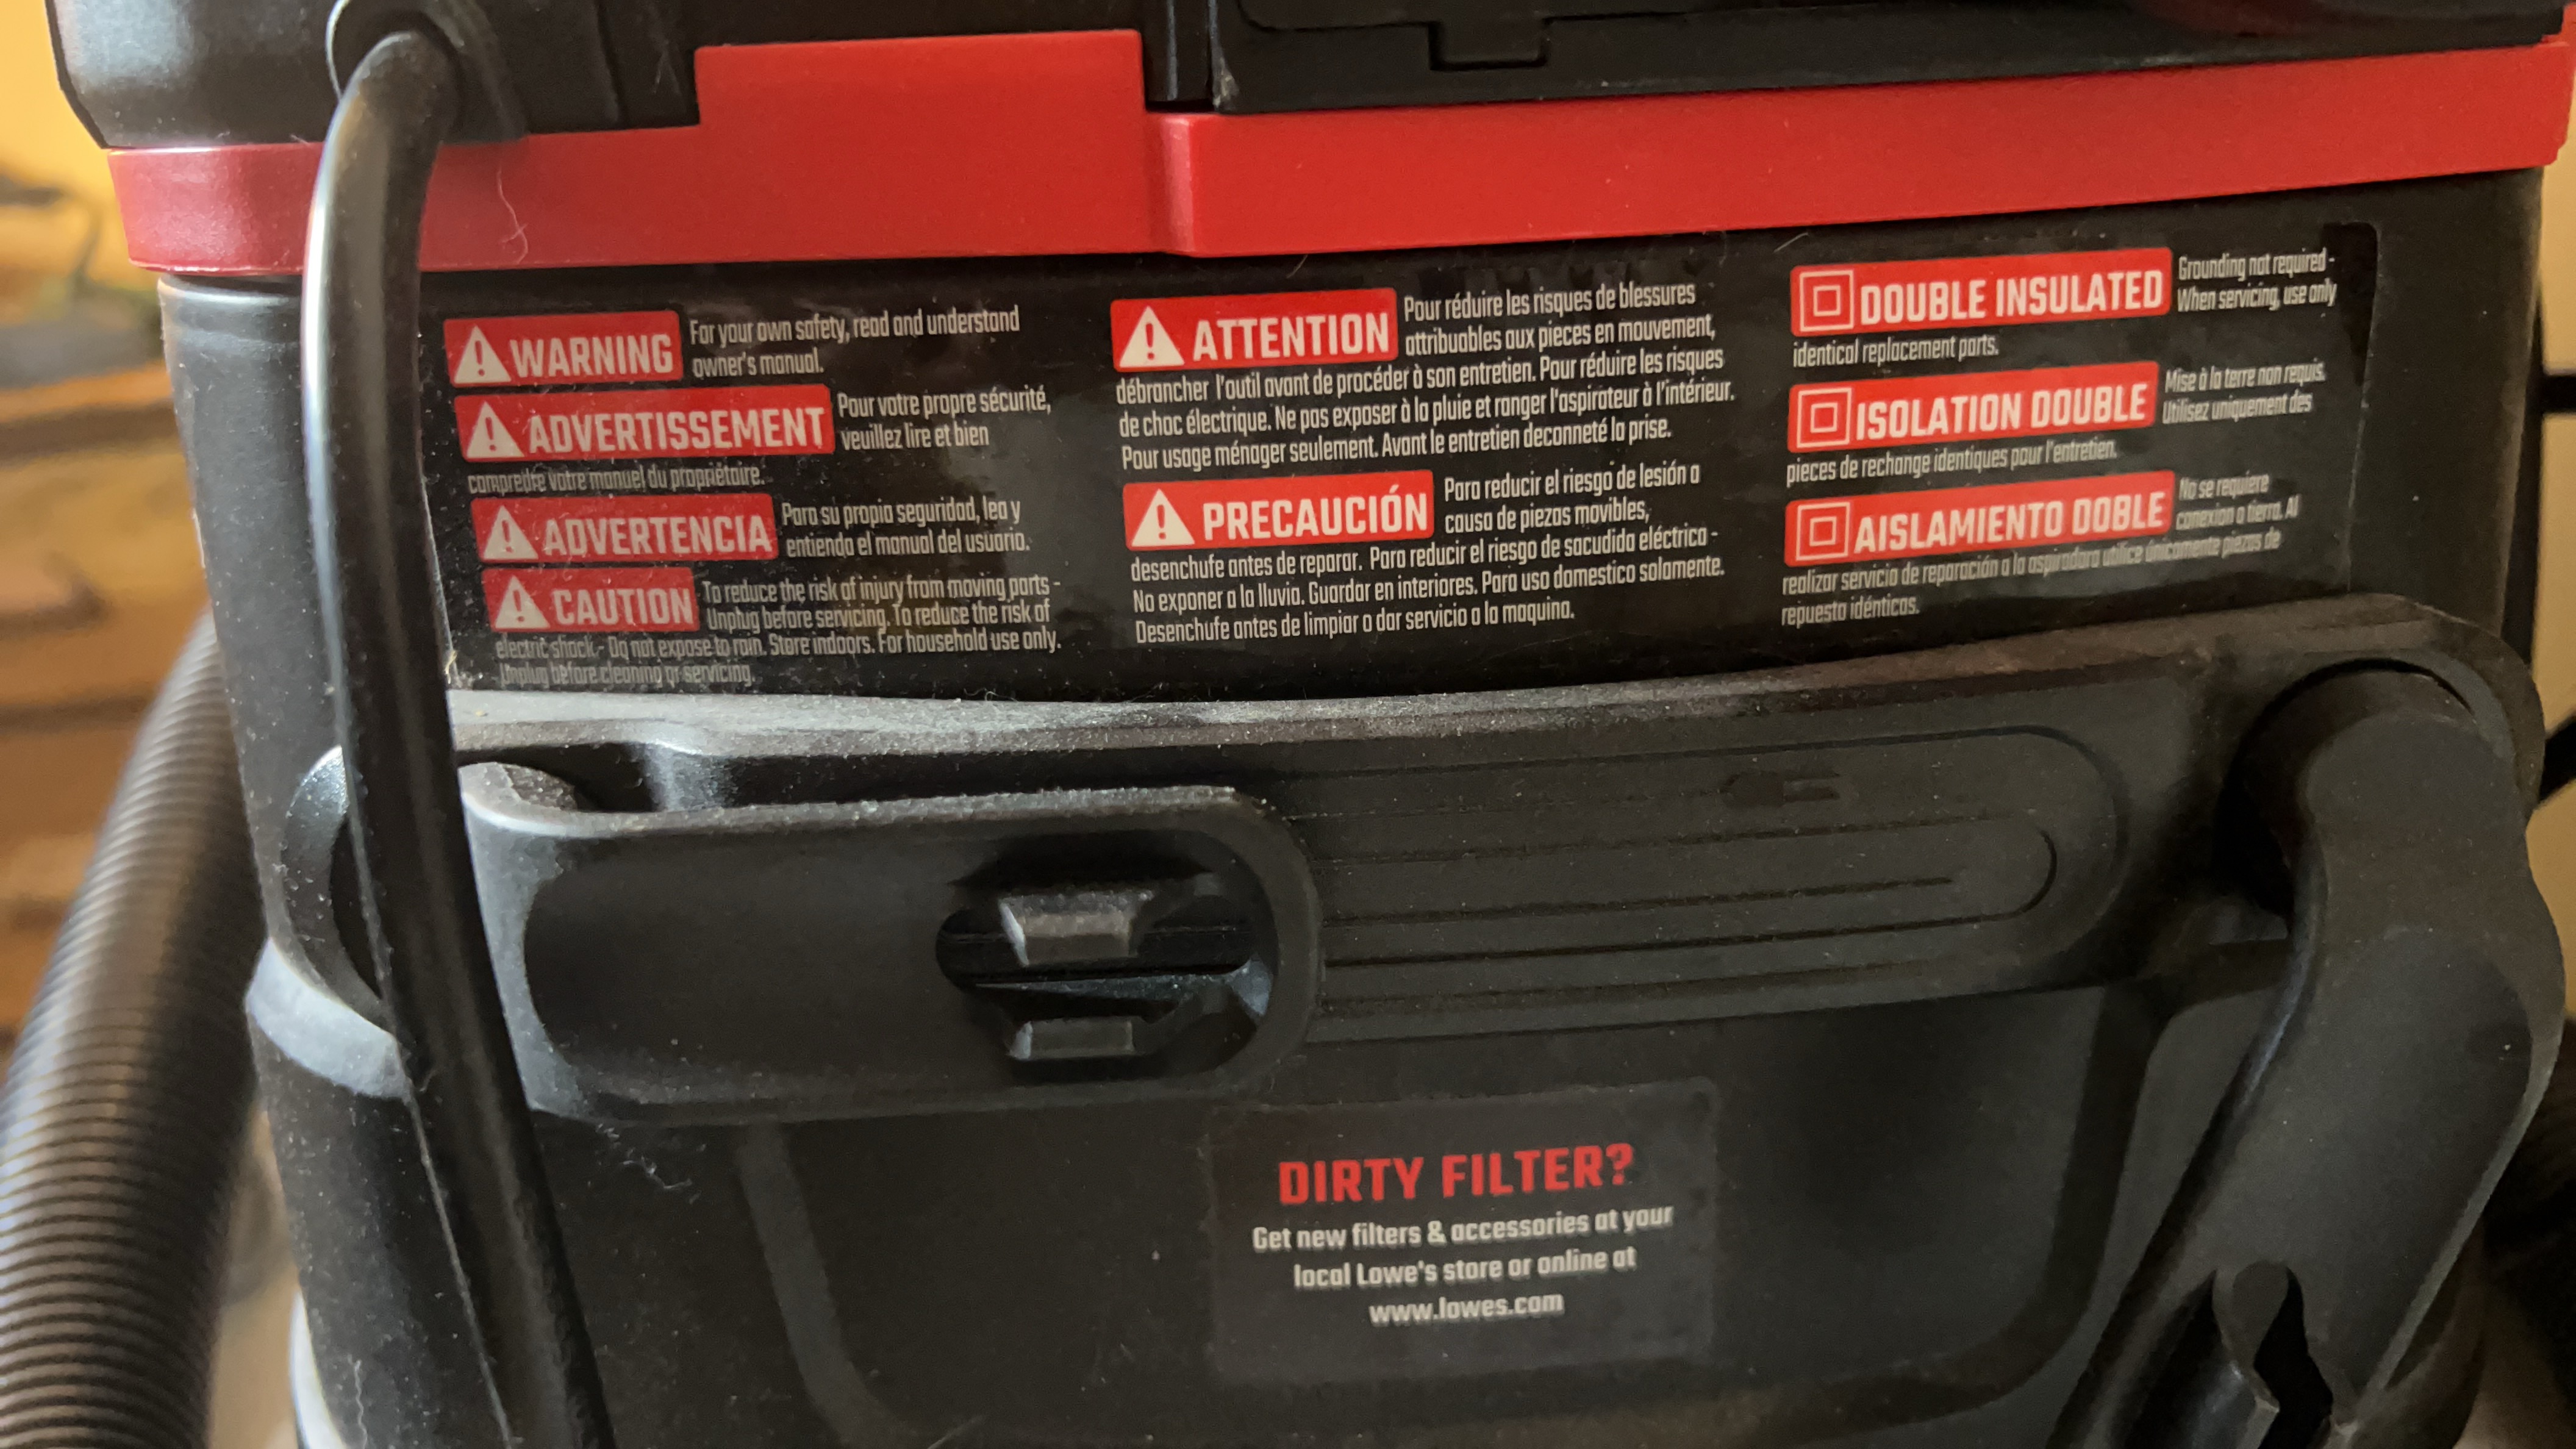 WARNING For your own safety, read and understand
owner's manual.
ADVERTISSEMENT Pour votre propre sécurité,
veuillez lire et bien
compredre votre manuel du propriétaire.
ADVERTENCIA Para su propia seguridad, lea y
entienda el manual del usuario.
CAUTION To reduce the risk of injury from moving parts -
Unplug before servicing. To reduce the risk of
electric shock - Do not expose to rain. Store indoors. For household use only.
Unplug before cleaning or servicing.
ATTENTION Pour réduire les risques de blessures
attribuables aux pieces en mouvement,
débrancher l'outil avant de procéder à son entretien. Pour réduire les risques
de choc électrique. Ne pas exposer à la pluie et ranger l'aspirateur à l'intérieur.
Pour usage ménager seulement. Avant le entretien deconneté la prise.
PRECAUCIÓN Para reducir el riesgo de lesión a
causa de piezas movibles,
desenchufe antes de reparar. Para reducir el riesgo de sacudida eléctrica -
No exponer a la lluvia. Guardar en interiores. Para uso domestico solamente.
Desenchufe antes de limpiar o dar servicio a la maquina.
DOUBLE INSULATED Grounding not required -
When servicing, use only
identical replacement parts.
ISOLATION DOUBLE Mise à la terre non requis.
Utilisez uniquement des
pieces de rechange identiques pour l'entretien.
AISLAMIENTO DOBLE No se requiere
conexion a tierra. Al
realizar servicio de reparación a la aspiradora utilice únicamente piezas de
repuesta idénticas.
DIRTY FILTER?
Get new filters & accessories at your
local Lowe's store or online at
www.lowes.com